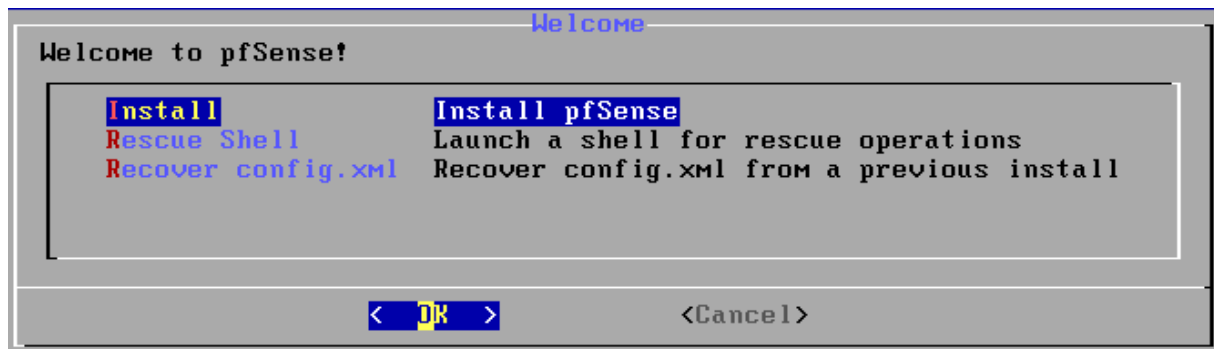 Welcome
Welcome to pfSense!
Install Install pfSense
Rescue Shell Launch a shell for rescue operations
Recover config.xml Recover config.xml from a previous install
< OK > <Cancel>